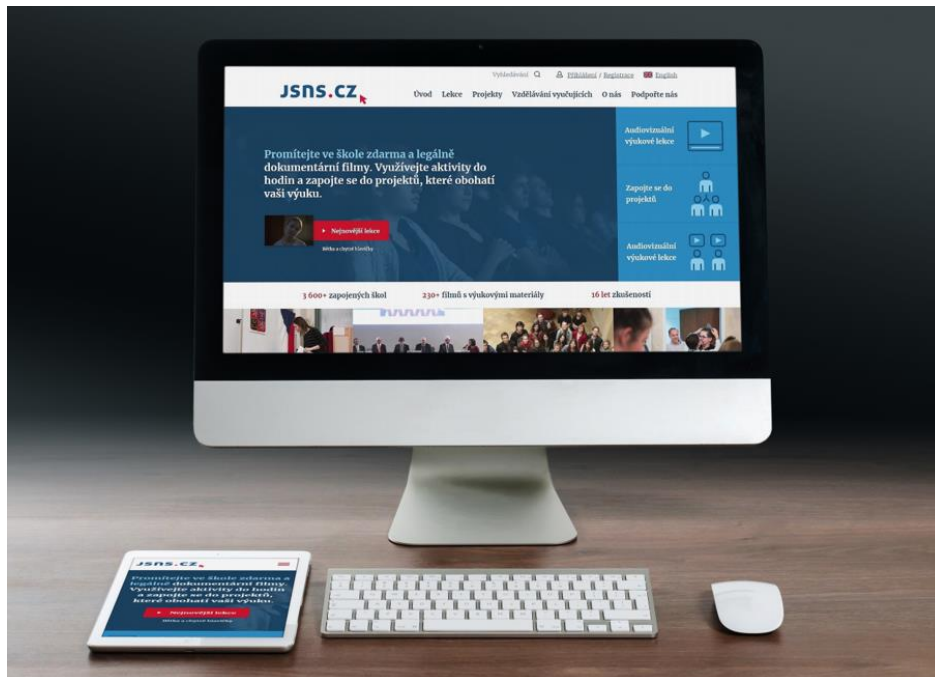 Vyhledávání Přihlášení / Registrace English
JSNS.CZ
Úvod Lekce Projekty Vzdělávání vyučujících O nás Podpořte nás
Promítejte ve škole zdarma a legálně
dokumentární filmy. Využívejte aktivity do
hodin a zapojte se do projektů, které obohatí
vaši výuku.
Nejnovější lekce
Dětka a chytré hlavičky
Audiovizuální
výukové lekce
Zapojte se do
projektů
Audiovizuální
výukové lekce
3 600+ zapojených škol 230+ filmů s výukovými materiály 16 let zkušeností
JSNS.CZ
Promítejte ve škole zdarma a
legálně dokumentární filmy.
Využívejte aktivity do hodin
a zapojte se do projektů,
které obohatí vaši výuku.
Nejnovější lekce